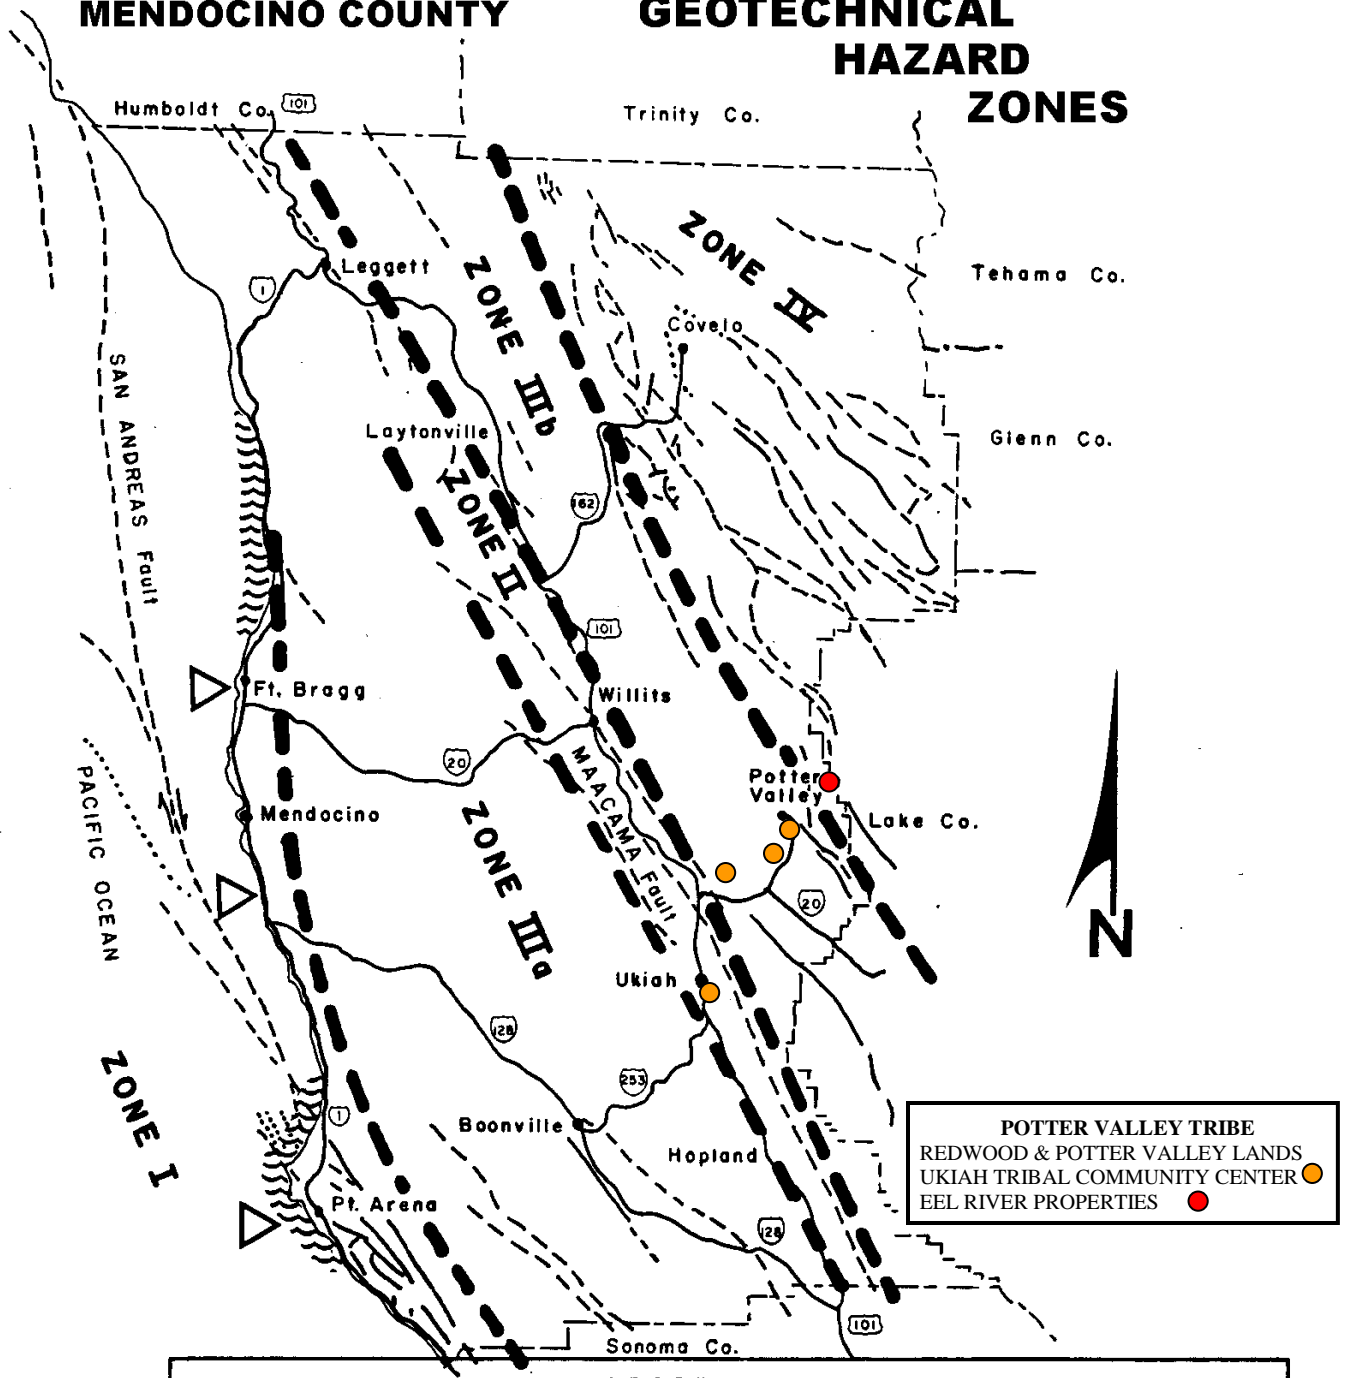 MENDOCINO COUNTY
GEOTECHNICAL
HAZARD
ZONES
Humboldt Co.
101
Trinity Co.
ZONE IV
Tehama Co.
Leggett
1
ZONE IIIb
Covelo
SAN ANDREAS Fault
Laytonville
Glenn Co.
ZONE II
162
101
Ft. Bragg
Willits
20
MAACAMA Fault
Potter
Valley
PACIFIC OCEAN
Mendocino
Lake Co.
ZONE IIIa
20
Ukiah
N
128
ZONE I
253
1
Boonville
Hopland
Pt. Arena
128
POTTER VALLEY TRIBE
REDWOOD & POTTER VALLEY LANDS
UKIAH TRIBAL COMMUNITY CENTER
EEL RIVER PROPERTIES
101
Sonoma Co.